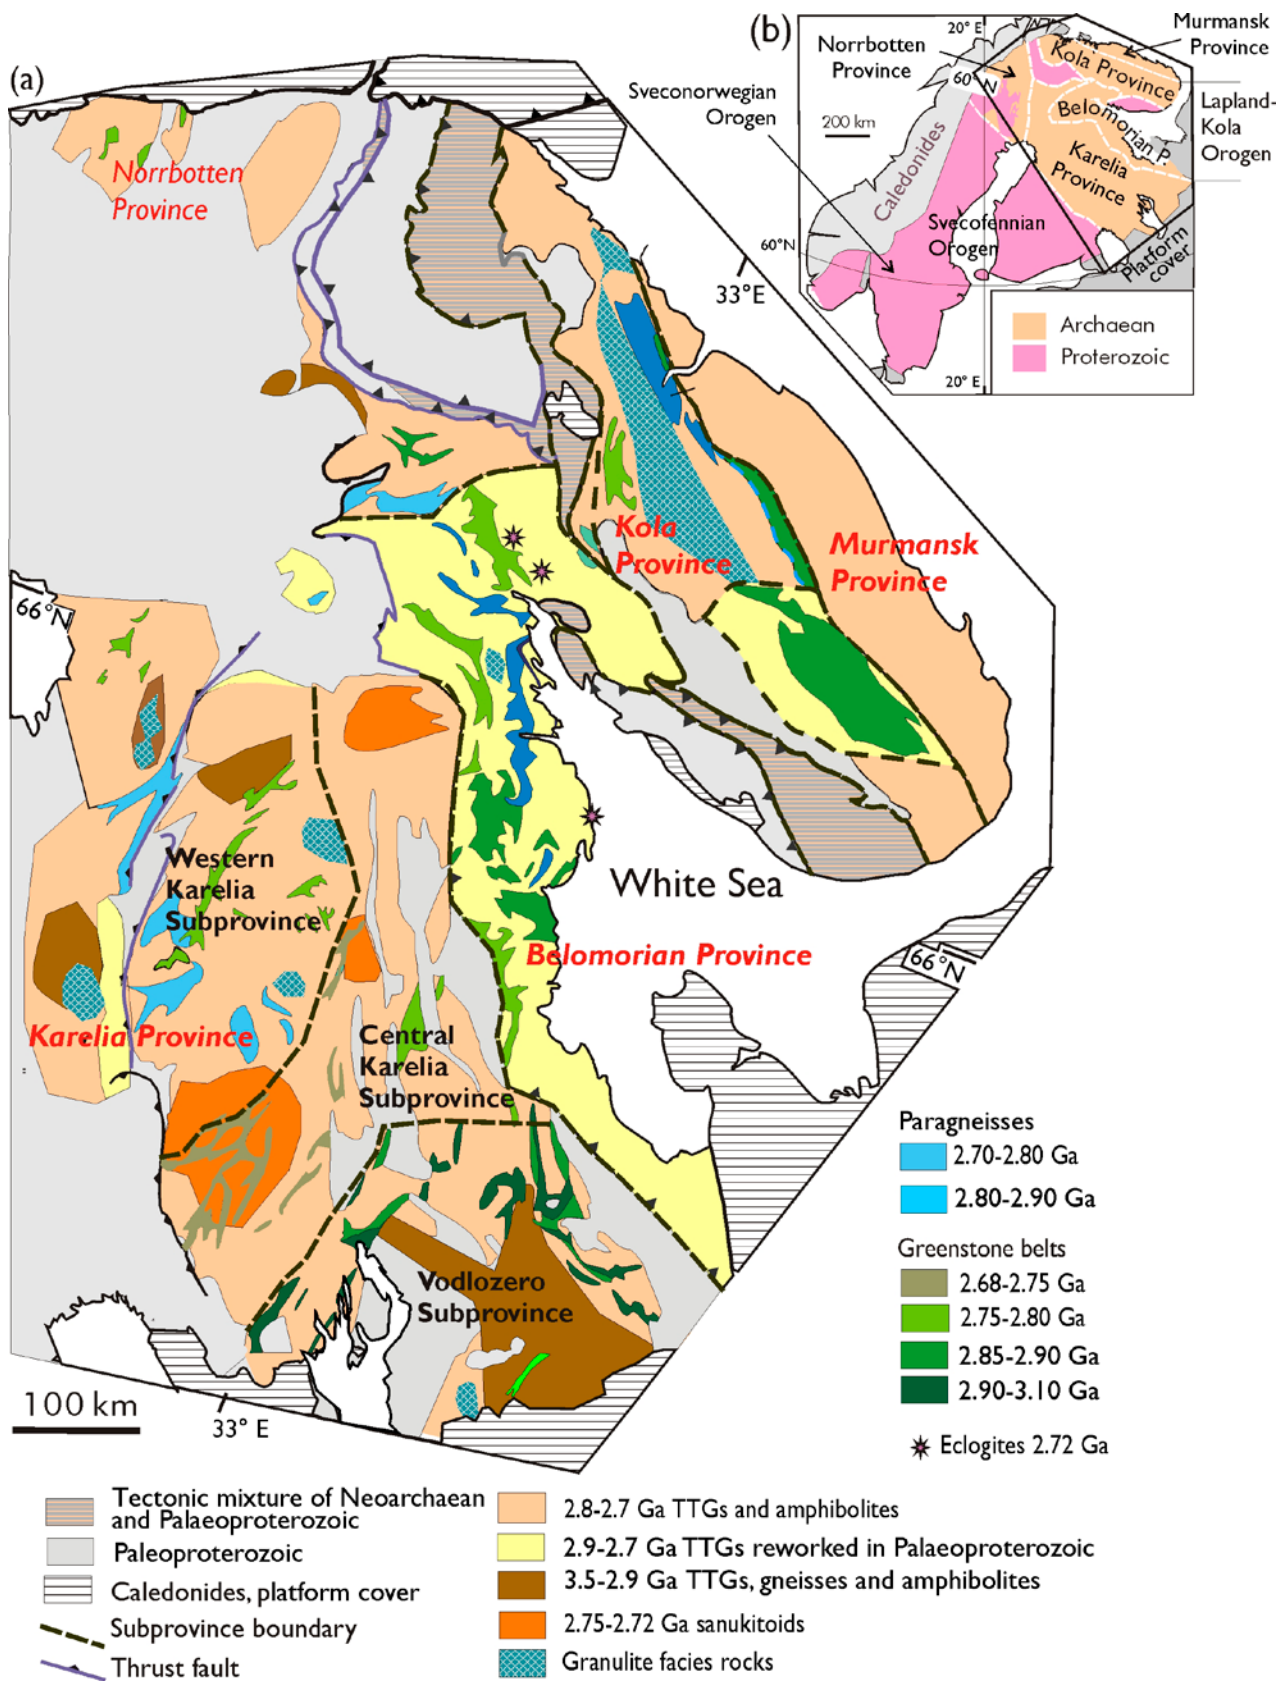 (a)
Norrbotten
Province
33°E
Kola
Province
Murmansk
Province
66°N
Western
Karelia
Subprovince
White Sea
Belomorian Province
66°N
Karelia Province
Central
Karelia
Subprovince
Vodlozero
Subprovince
100 km
33° E
(b)
20° E
Murmansk
Province
Norrbotten
Province
Kola Province
60
N
Sveconorwegian
Orogen
Belomorian P.
Lapland-
Kola
Orogen
200 km
Caledonides
Karelia
Province
Svecofennian
Orogen
60°N
Platform
cover
Archaean
Proterozoic
20° E
Paragneisses
2.70-2.80 Ga
2.80-2.90 Ga
Greenstone belts
2.68-2.75 Ga
2.75-2.80 Ga
2.85-2.90 Ga
2.90-3.10 Ga
Eclogites 2.72 Ga
Tectonic mixture of Neoarchaean
and Palaeoproterozoic
Paleoproterozoic
Caledonides, platform cover
Subprovince boundary
Thrust fault
2.8-2.7 Ga TTGs and amphibolites
2.9-2.7 Ga TTGs reworked in Palaeoproterozoic
3.5-2.9 Ga TTGs, gneisses and amphibolites
2.75-2.72 Ga sanukitoids
Granulite facies rocks